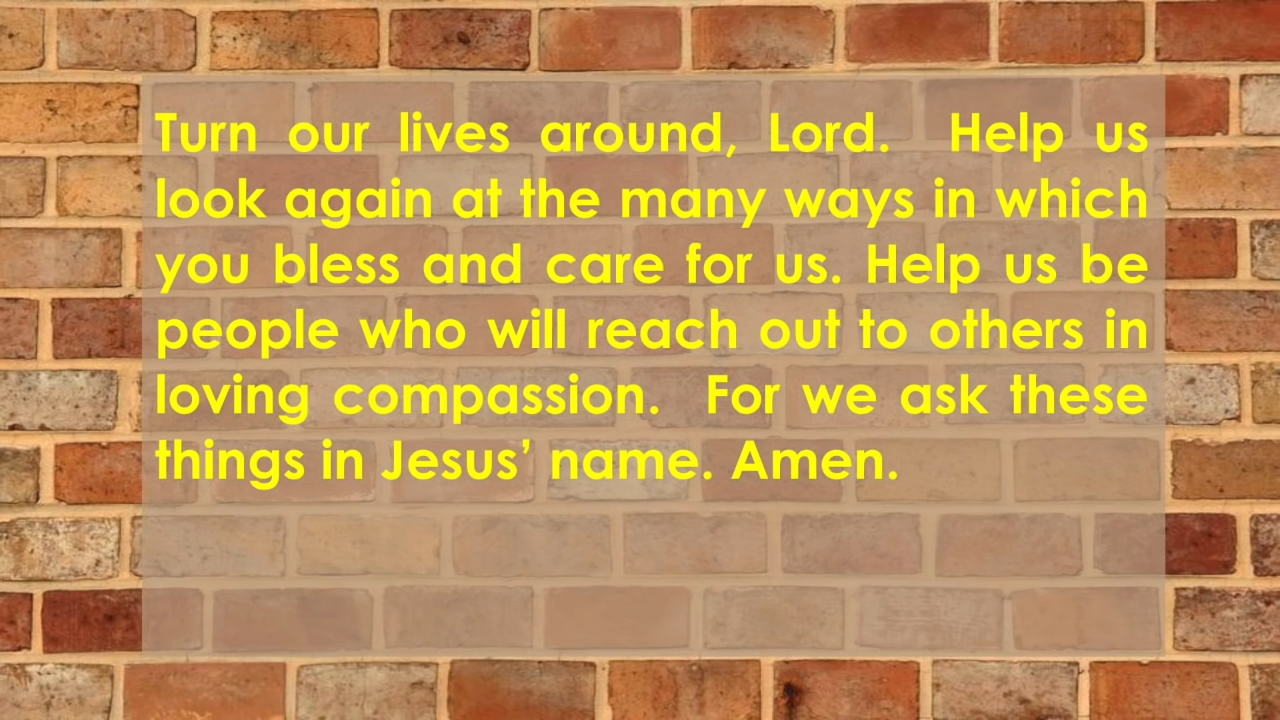 Turn our lives around, Lord.  Help us
look again at the many ways in which
you bless and care for us. Help us be
people who will reach out to others in
loving compassion.  For we ask these
things in Jesus’ name. Amen.